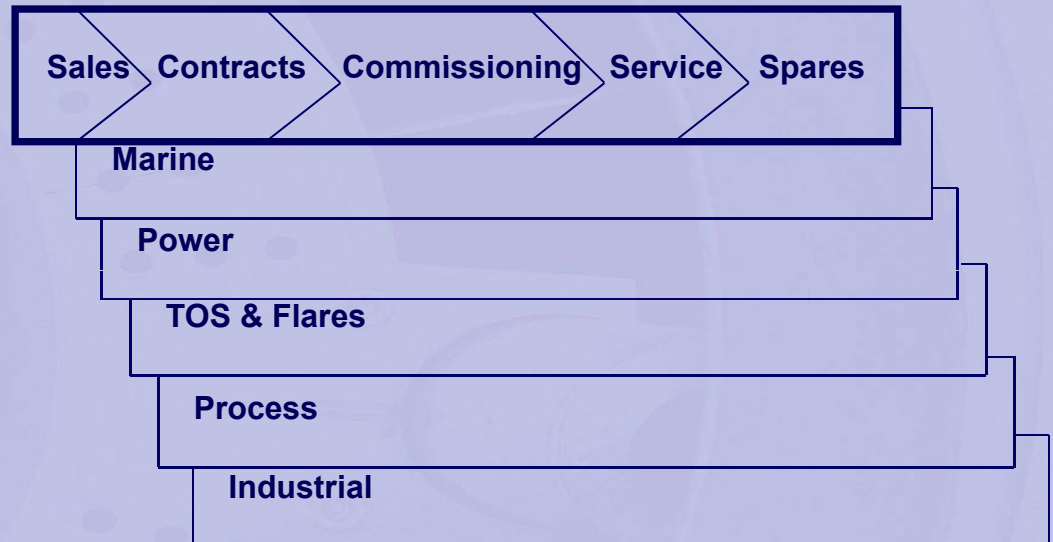 Sales Contracts Commissioning Service Spares
Marine
Power
TOS & Flares
Process
Industrial